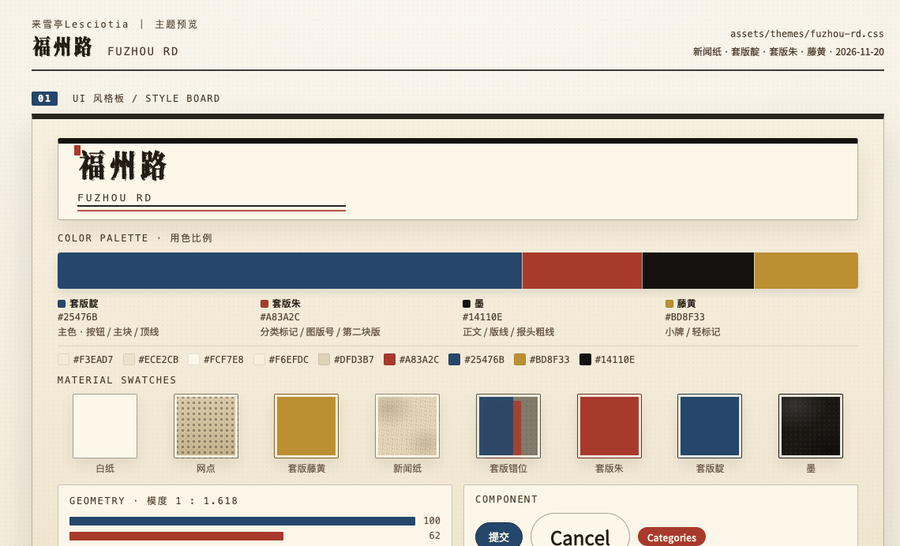 来雪亭Lesciotia | 主题预览
福州路 FUZHOU RD
assets/themes/fuzhou-rd.css
新闻纸·套版靛·套版朱·藤黄·2026-11-20
01 UI 风格板 / STYLE BOARD
福州路
FUZHOU RD
COLOR PALETTE · 用色比例
套版靛 套版朱 墨 藤黄
#25476B #A83A2C #14110E #BD8F33
主色·按钮/主块/顶线 分类标记/图版号/第二块版 正文/版线/报头粗线 小牌/轻标记
#F3EAD7 #ECE2CB #FCF7E8 #F6EFDC #DFD3B7 #A83A2C #25476B #BD8F33 #14110E
MATERIAL SWATCHES
白纸 网点 套版藤黄 新闻纸 套版错位 套版朱 套版靛 墨
GEOMETRY · 模度 1 : 1.618
100
62
COMPONENT
提交 Cancel Categories